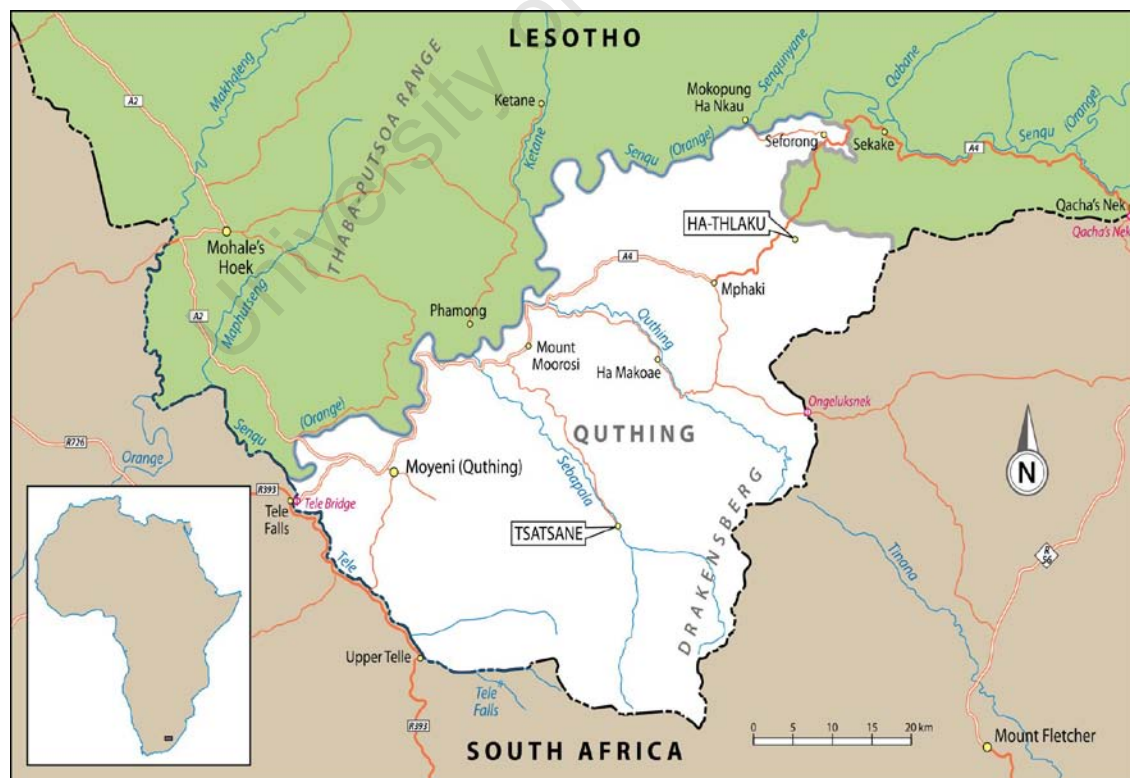 LESOTHO
University o
A2
Makhaleng
THABA-PUTSOA RANGE
Ketane
Ketane
Mokopung
Ha Nkau
Senqunyane
Qabane
Senqu (Orange)
Seforong
Sekake
A4
Senqu (Orange)
Qacha's Nek
Qacha's Nek
Mohale's
Hoek
HA-THLAKU
Maphutseng
A2
A4
Mphaki
Phamong
Quthing
Mount
Moorosi
Ha Makoae
Ongeluksnek
(Orange)
Senqu
R726
Orange
QUTHING
N
Moyeni (Quthing)
Sebapala
R393
Tele Bridge
Tele
Falls
TSATSANE
Tele
DRAKENSBERG
Tinana
R
56
Upper Telle
Tele
Falls
R393
0 5 10 15 20 km
SOUTH AFRICA
Mount Fletcher